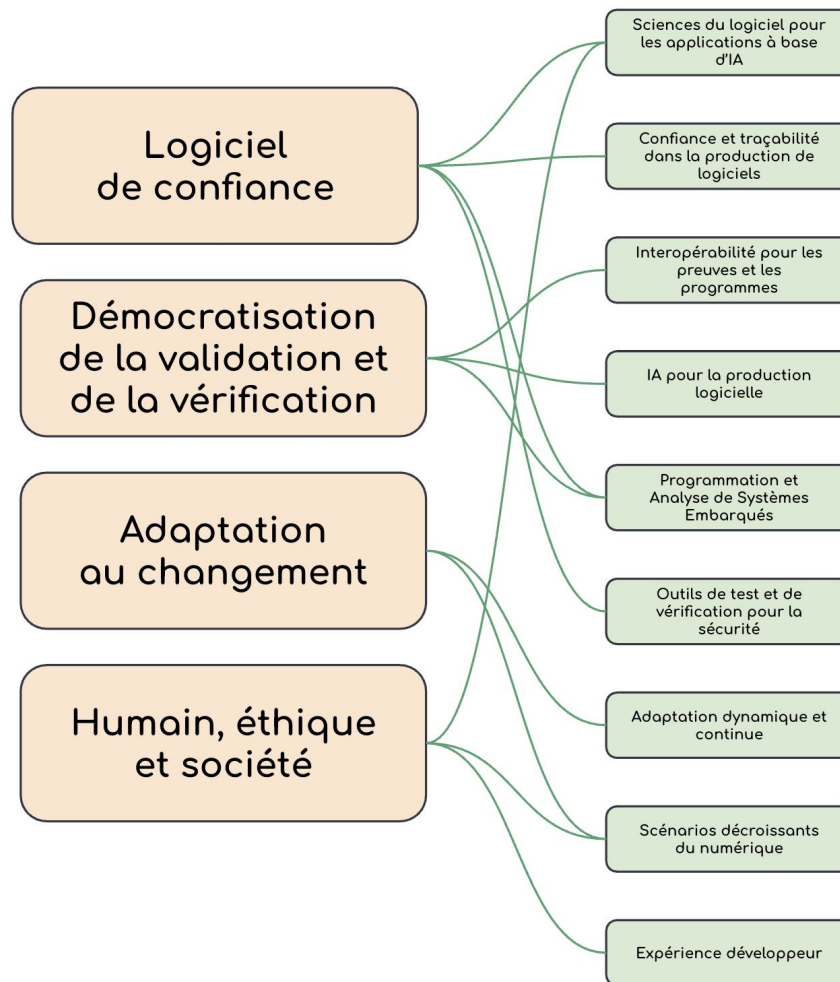 Logiciel
de confiance
Démocratisation
de la validation et
de la vérification
Adaptation
au changement
Humain, éthique
et société
Sciences du logiciel pour
les applications à base
d'IA
Confiance et traçabilité
dans la production de
logiciels
Interopérabilité pour les
preuves et les
programmes
IA pour la production
logicielle
Programmation et
Analyse de Systèmes
Embarqués
Outils de test et de
vérification pour la
sécurité
Adaptation dynamique et
continue
Scénarios décroissants
du numérique
Expérience développeur